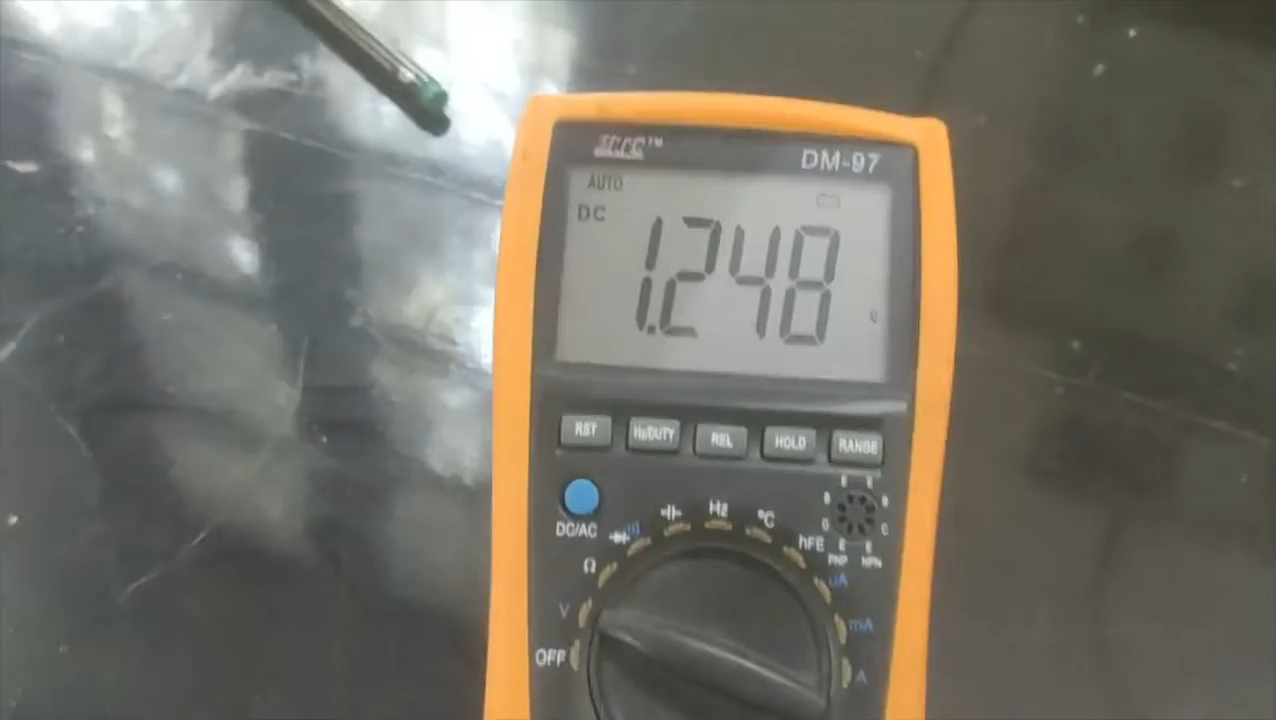 DM-97
AUTO
DC
1.248
RST
Hz/DUTY
REL
HOLD
RANGE
DC/AC
Hz
℃
hFE
E E
B B
C C
E E
PNP NPN
Ω
uA
V
mA
OFF
A